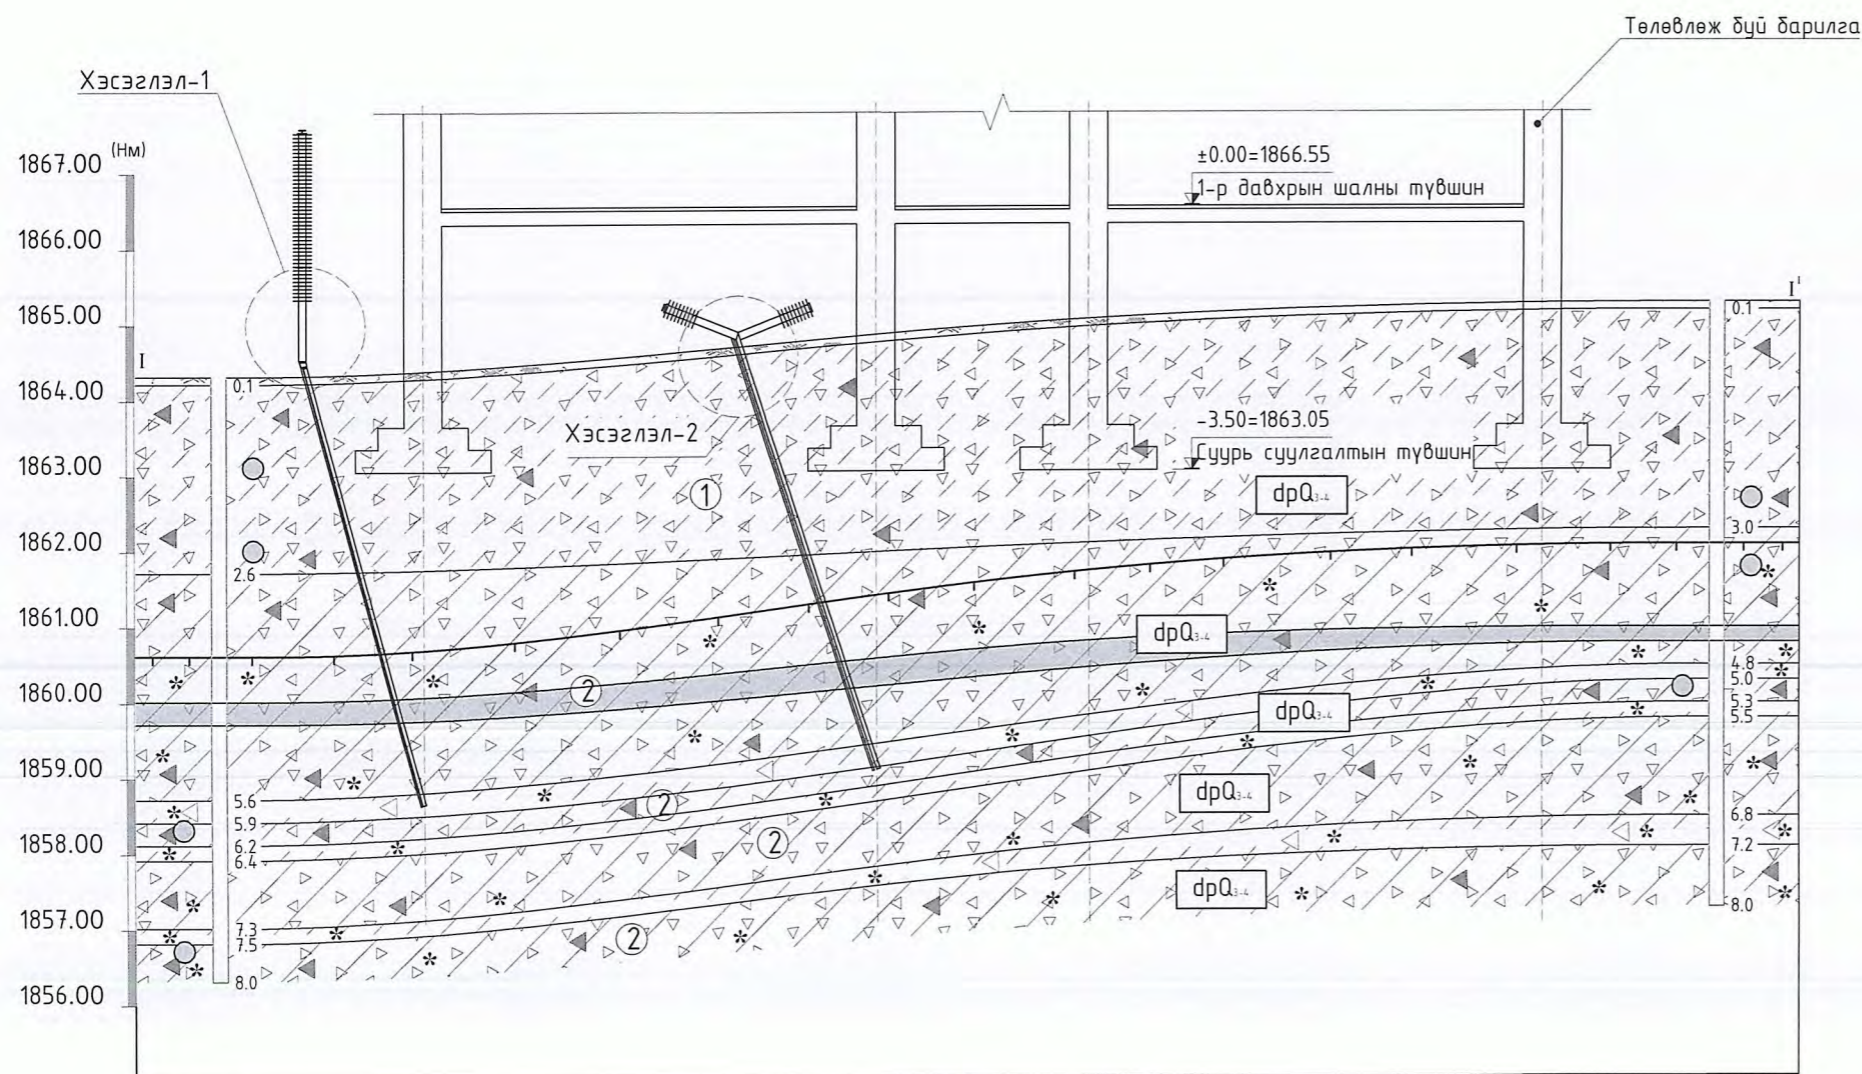 Төлөвлөж буй барилга
Хэсэглэл-1
1867.00 (Нм)
±0.00=1866.55
1-р давхрын шалны түвшин
1866.00
1865.00
I'
0.1
I
1864.00
0.1
Хэсэглэл-2
-3.50=1863.05
Суурь суулгалтын түвшин
1863.00
①
dpQ₃₋₄
1862.00
3.0
2.6
1861.00
dpQ₃₋₄
1860.00
②
4.8
5.0
dpQ₃₋₄
5.3
5.5
1859.00
5.6
②
dpQ₃₋₄
5.9
6.8
1858.00
6.2
②
7.2
6.4
dpQ₃₋₄
8.0
1857.00
7.3
②
7.5
8.0
1856.00